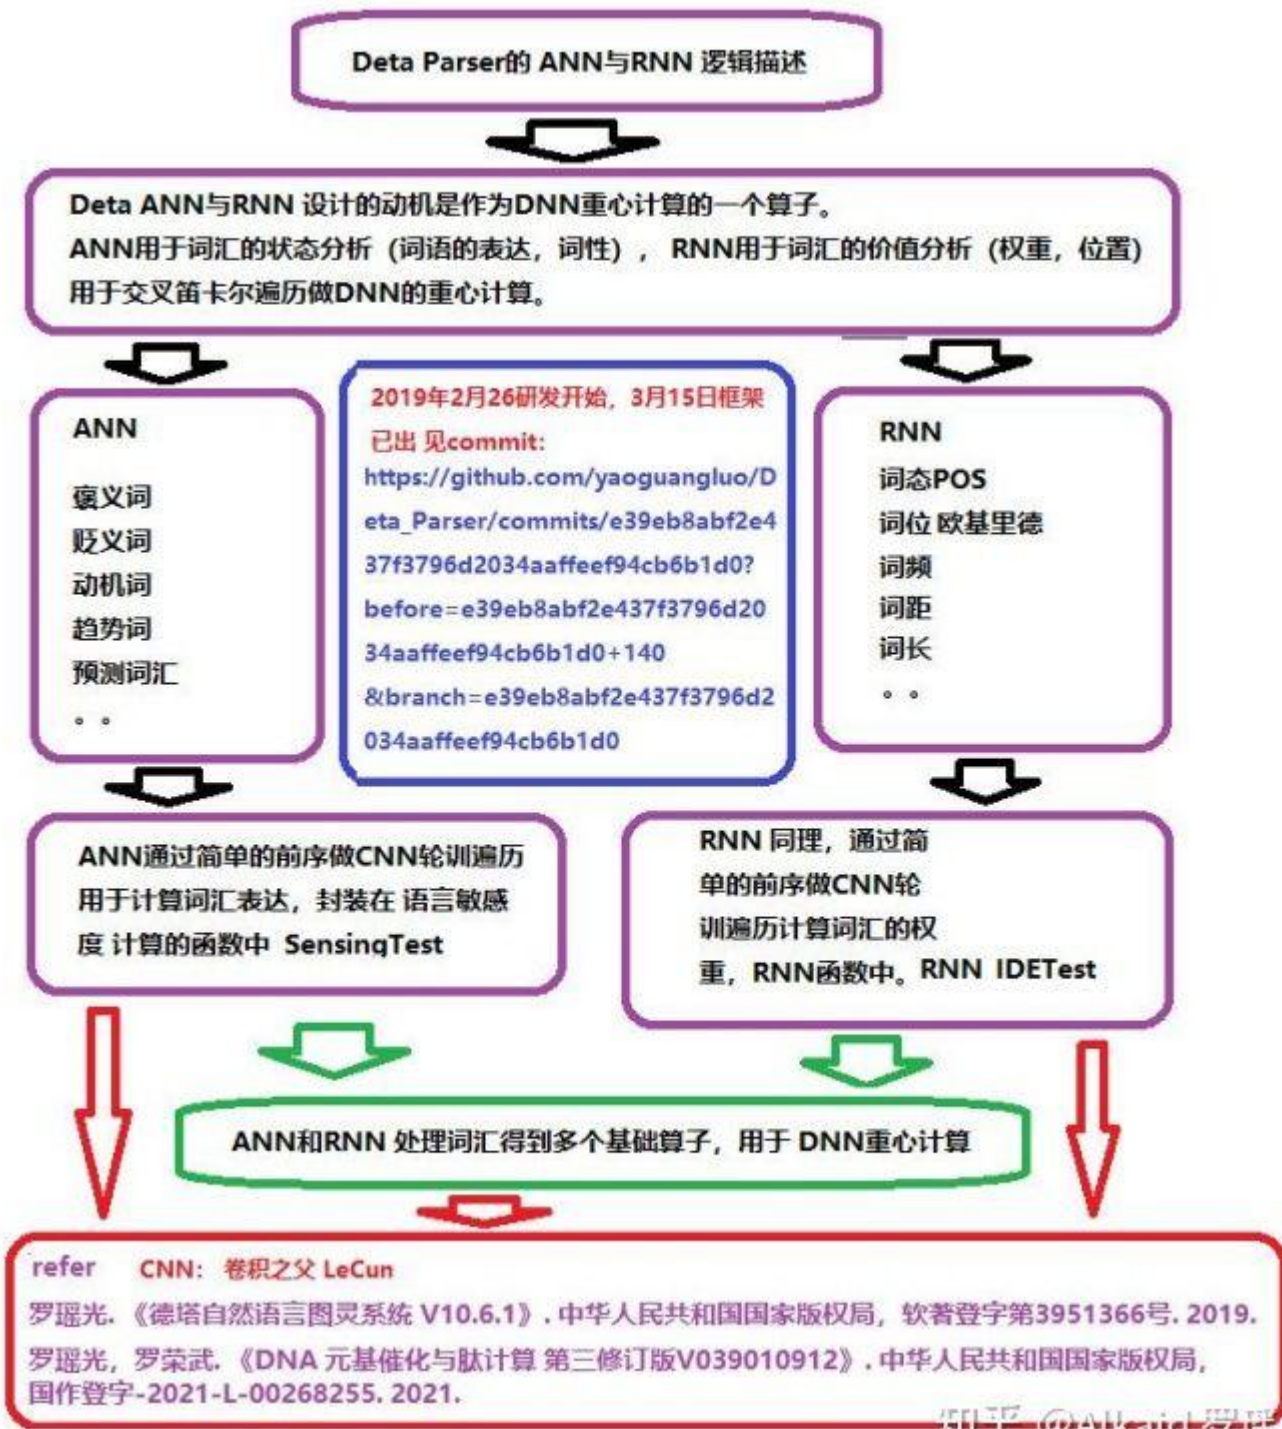 Deta Parser的 ANN与RNN 逻辑描述
Deta ANN与RNN 设计的动机是作为DNN重心计算的一个算子。
ANN用于词汇的状态分析（词语的表达，词性），RNN用于词汇的价值分析（权重，位置）
用于交叉笛卡尔遍历做DNN的重心计算。
ANN
褒义词
贬义词
动机词
趋势词
预测词汇
。。
2019年2月26研发开始，3月15日框架
已出 见commit:
https://github.com/yaoguangluo/D
eta_Parser/commits/e39eb8abf2e4
37f3796d2034aaffeef94cb6b1d0?
before=e39eb8abf2e437f3796d20
34aaffeef94cb6b1d0+140
&branch=e39eb8abf2e437f3796d2
034aaffeef94cb6b1d0
RNN
词态POS
词位 欧基里德
词频
词距
词长
。。
ANN通过简单的前序做CNN轮训遍历
用于计算词汇表达，封装在 语言敏感
度 计算的函数中 SensingTest
RNN 同理，通过简
单的前序做CNN轮
训遍历计算词汇的权
重，RNN函数中。RNN IDETest
ANN和RNN 处理词汇得到多个基础算子，用于 DNN重心计算
refer CNN: 卷积之父 LeCun
罗瑶光. 《德塔自然语言图灵系统 V10.6.1》. 中华人民共和国国家版权局，软著登字第3951366号. 2019.
罗瑶光，罗荣武. 《DNA 元基催化与肽计算 第三修订版V039010912》. 中华人民共和国国家版权局，
国作登字-2021-L-00268255. 2021.
知乎 @Alkaid 罗瑶